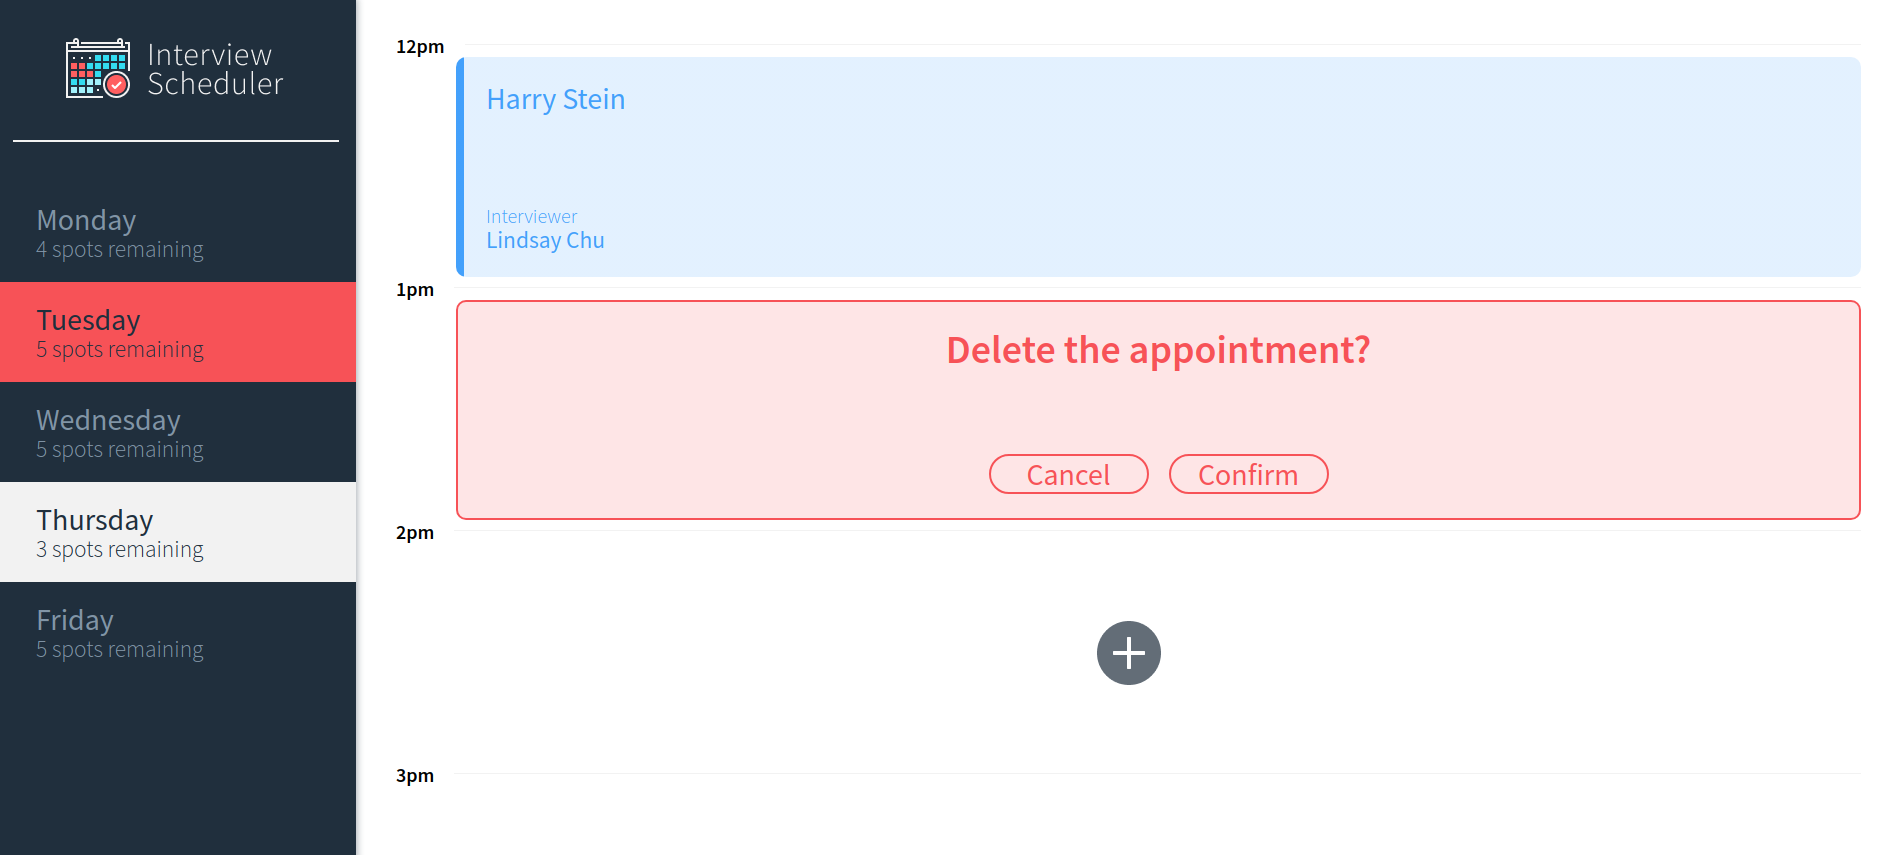 Interview
Scheduler
Monday
4 spots remaining
Tuesday
5 spots remaining
Wednesday
5 spots remaining
Thursday
3 spots remaining
Friday
5 spots remaining
12pm
Harry Stein
Interviewer
Lindsay Chu
1pm
Delete the appointment?
Cancel
Confirm
2pm
3pm